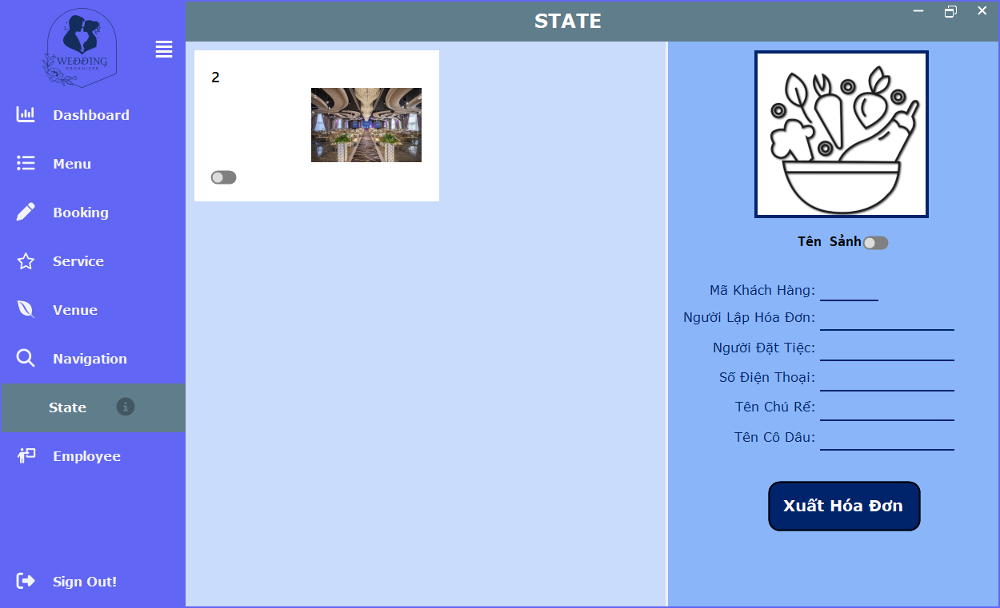 STATE
WEDDING
ORGANIZER
Dashboard
Menu
Booking
Service
Venue
Navigation
State
Employee
Sign Out!
2
Tên Sảnh
Mã Khách Hàng:
Người Lập Hóa Đơn:
Người Đặt Tiệc:
Số Điện Thoại:
Tên Chú Rể:
Tên Cô Dâu:
Xuất Hóa Đơn